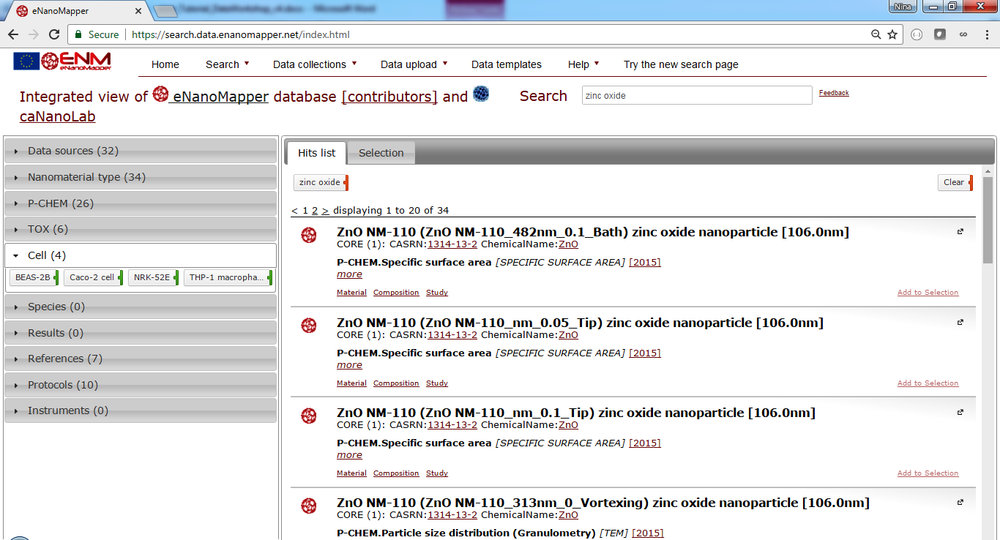 Tutorial_DataWorkshop_v4.docx - Microsoft Word
Nina
eNanoMapper
Secure
https://search.data.enanomapper.net/index.html
ENM
eNanoMapper
Home
Search
Data collections
Data upload
Data templates
Help
Try the new search page
Integrated view of eNanoMapper database [contributors] and
caNanoLab
Search
zinc oxide
Feedback
Data sources (32)
Nanomaterial type (34)
P-CHEM (26)
TOX (6)
Cell (4)
BEAS-2B
Caco-2 cell
NRK-52E
THP-1 macropha...
Species (0)
Results (0)
References (7)
Protocols (10)
Instruments (0)
Hits list
Selection
zinc oxide
Clear
< 1 2 > displaying 1 to 20 of 34
ZnO NM-110 (ZnO NM-110_482nm_0.1_Bath) zinc oxide nanoparticle [106.0nm]
CORE (1): CASRN:1314-13-2 ChemicalName:ZnO
P-CHEM.Specific surface area [SPECIFIC SURFACE AREA] [2015]
more
Material Composition Study
Add to Selection
ZnO NM-110 (ZnO NM-110_nm_0.05_Tip) zinc oxide nanoparticle [106.0nm]
CORE (1): CASRN:1314-13-2 ChemicalName:ZnO
P-CHEM.Specific surface area [SPECIFIC SURFACE AREA] [2015]
more
Material Composition Study
Add to Selection
ZnO NM-110 (ZnO NM-110_nm_0.1_Tip) zinc oxide nanoparticle [106.0nm]
CORE (1): CASRN:1314-13-2 ChemicalName:ZnO
P-CHEM.Specific surface area [SPECIFIC SURFACE AREA] [2015]
more
Material Composition Study
Add to Selection
ZnO NM-110 (ZnO NM-110_313nm_0_Vortexing) zinc oxide nanoparticle [106.0nm]
CORE (1): CASRN:1314-13-2 ChemicalName:ZnO
P-CHEM.Particle size distribution (Granulometry) [TEM] [2015]